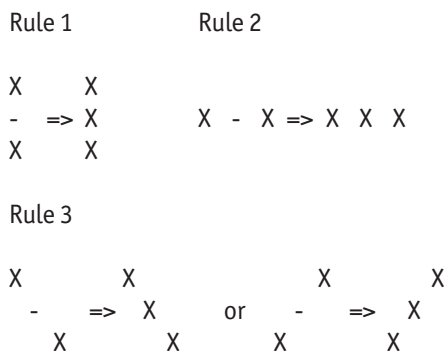 Rule 1 Rule 2
X X
- => X X - X => X X X
X X
Rule 3
X X X X
- => X or - => X
X X X X